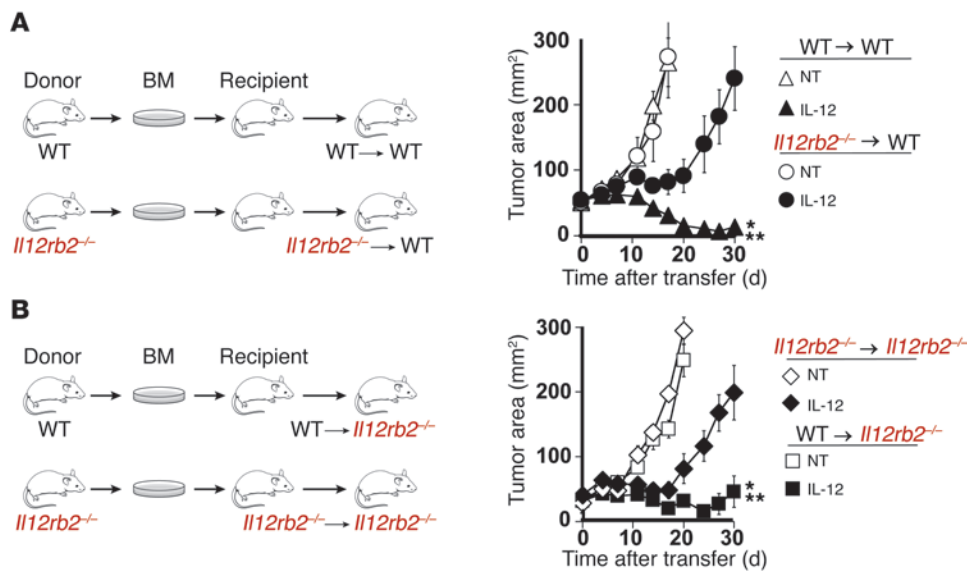 A
Donor BM Recipient
WT WT → WT
Il12rb2–/– Il12rb2–/– → WT
Tumor area (mm²)
300
200
100
0
0 10 20 30
Time after transfer (d)
*
**
WT → WT
NT
IL-12
Il12rb2–/– → WT
NT
IL-12
B
Donor BM Recipient
WT WT → Il12rb2–/–
Il12rb2–/– Il12rb2–/– → Il12rb2–/–
Tumor area (mm²)
300
200
100
0
0 10 20 30
Time after transfer (d)
*
**
Il12rb2–/– → Il12rb2–/–
NT
IL-12
WT → Il12rb2–/–
NT
IL-12